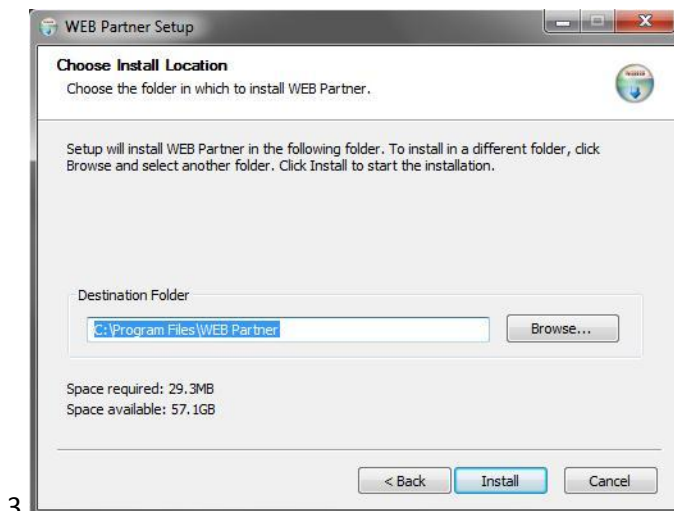 WEB Partner Setup
Choose Install Location
Choose the folder in which to install WEB Partner.
Setup will install WEB Partner in the following folder. To install in a different folder, click
Browse and select another folder. Click Install to start the installation.
Destination Folder
C:\Program Files\WEB Partner
Browse...
Space required: 29.3MB
Space available: 57.1GB
< Back
Install
Cancel
3